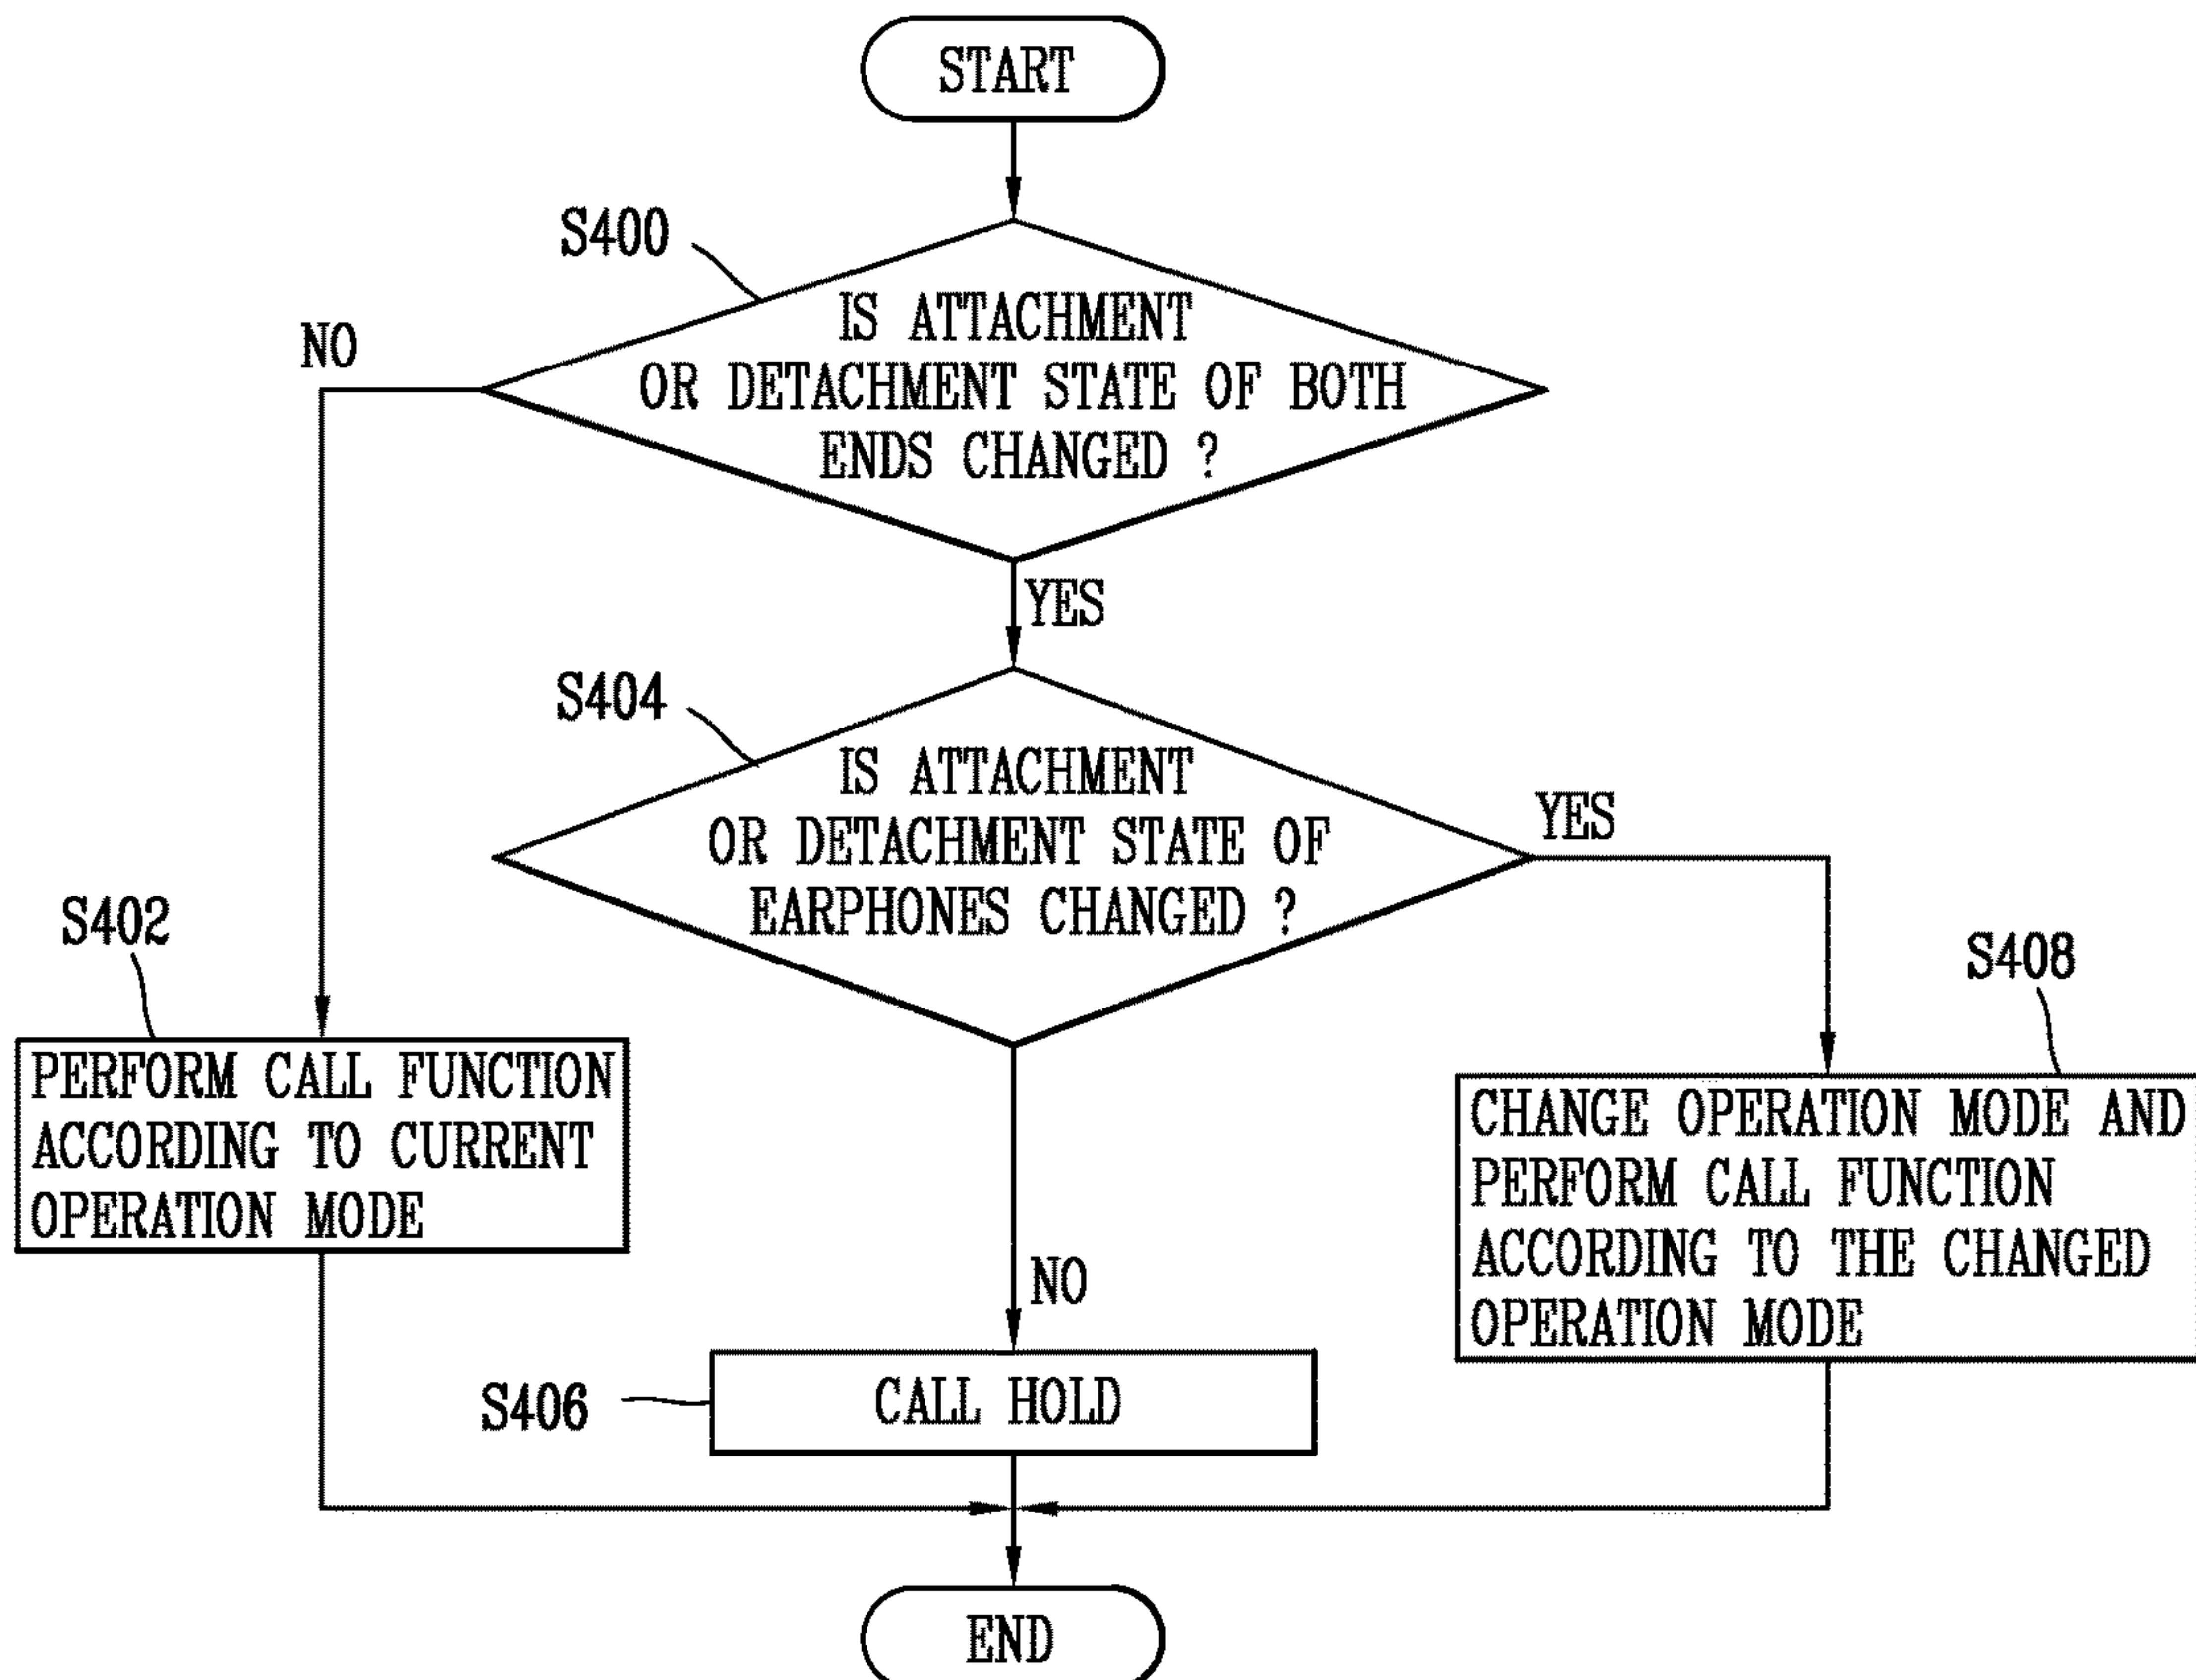 START
S400
IS ATTACHMENT
NO
OR DETACHMENT STATE OF BOTH
ENDS CHANGED ?
YES
S404
IS ATTACHMENT
YES
OR DETACHMENT STATE OF
EARPHONES CHANGED ?
S402
S408
PERFORM CALL FUNCTION
ACCORDING TO CURRENT
OPERATION MODE
CHANGE OPERATION MODE AND
PERFORM CALL FUNCTION
ACCORDING TO THE CHANGED
OPERATION MODE
NO
S406
CALL HOLD
END